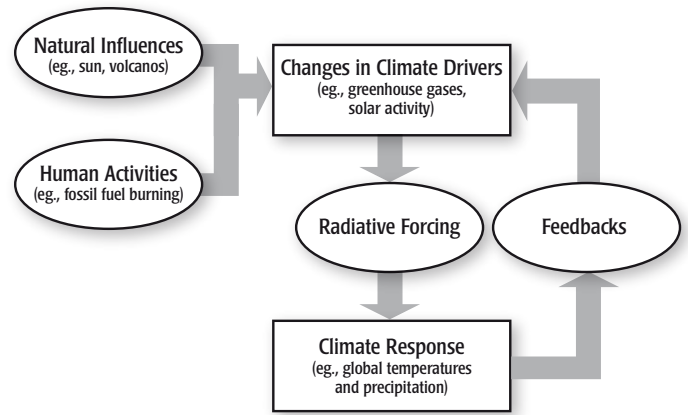 Natural Influences
(eg., sun, volcanos)
Changes in Climate Drivers
(eg., greenhouse gases,
solar activity)
Human Activities
(eg., fossil fuel burning)
Radiative Forcing
Feedbacks
Climate Response
(eg., global temperatures
and precipitation)